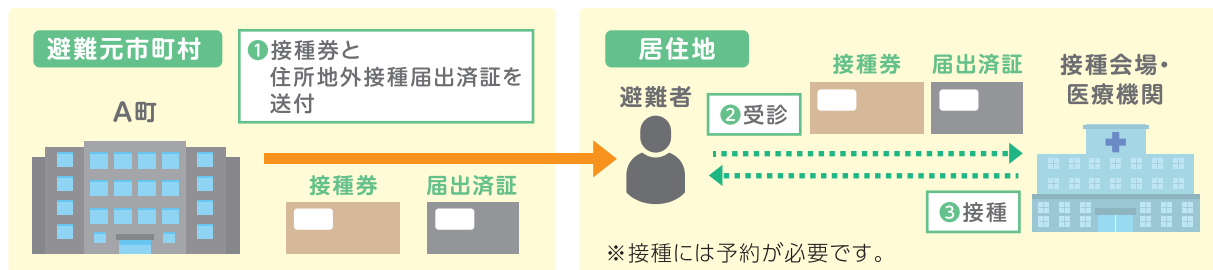 避難元市町村
❶接種券と
住所地外接種届出済証を
送付
A町
接種券
届出済証
居住地
避難者
❷受診
接種券
届出済証
接種会場・
医療機関
❸接種
※接種には予約が必要です。